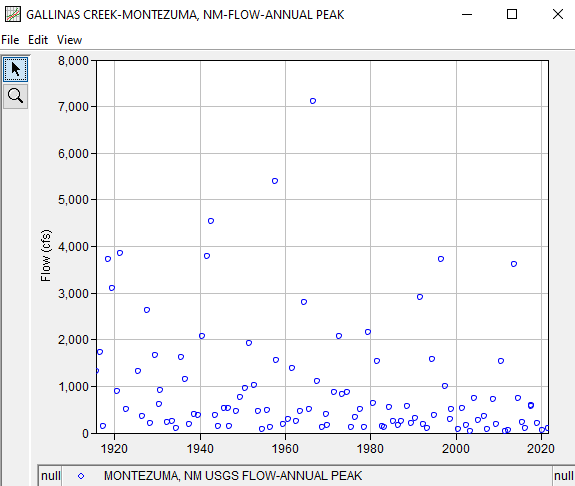 GALLINAS CREEK-MONTEZUMA, NM-FLOW-ANNUAL PEAK
File Edit View
8,000
7,000
6,000
5,000
4,000
3,000
2,000
1,000
0
Flow (cfs)
1920 1940 1960 1980 2000 2020
null MONTEZUMA, NM USGS FLOW-ANNUAL PEAK null